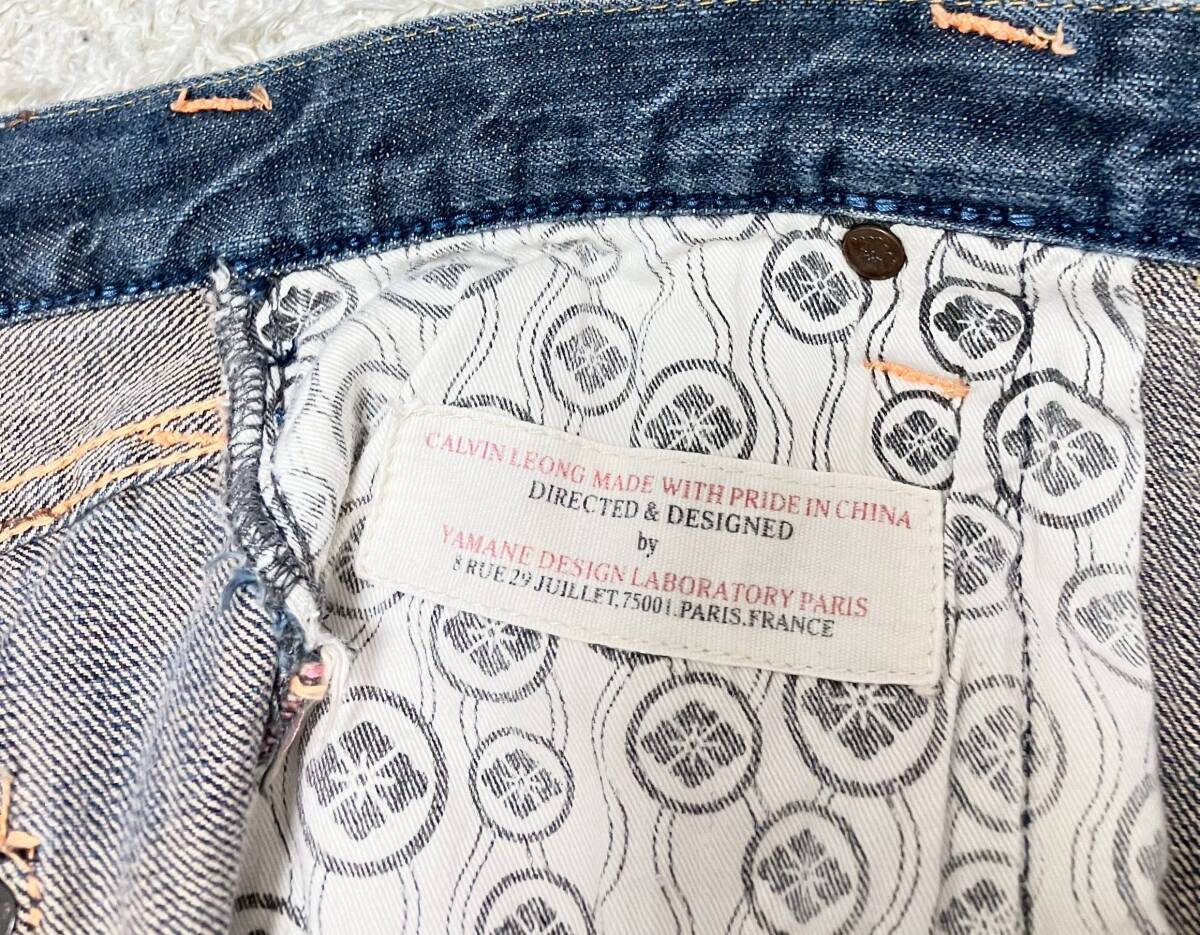 CALVIN LEONG MADE WITH PRIDE IN CHINA
DIRECTED & DESIGNED
by
YAMANE DESIGN LABORATORY PARIS
8 RUE 29 JUILLET,75001,PARIS,FRANCE